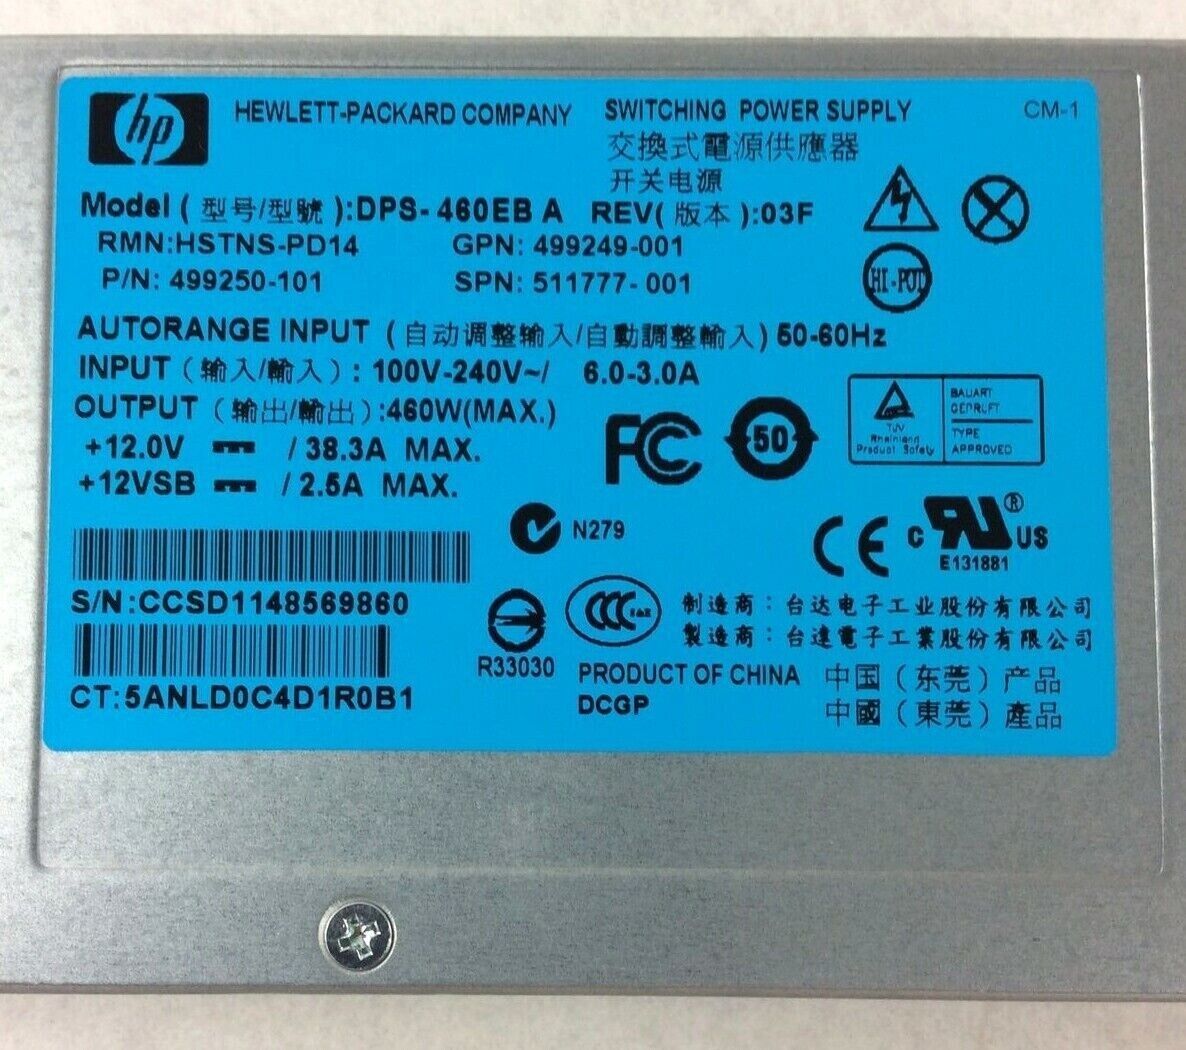 hp HEWLETT-PACKARD COMPANY SWITCHING POWER SUPPLY CM-1
交換式電源供應器
开关电源
Model ( 型号/型號 ):DPS-460EB A REV( 版本 ):03F
RMN:HSTNS-PD14 GPN: 499249-001
P/N: 499250-101 SPN: 511777-001
HI-POT
AUTORANGE INPUT (自动调整输入/自動調整輸入) 50-60Hz
INPUT (输入/輸入) : 100V-240V~/ 6.0-3.0A
OUTPUT (输出/輸出) :460W(MAX.)
+12.0V / 38.3A MAX.
+12VSB / 2.5A MAX.
FC 50
TÜV
Rheinland
Product Safety
BAUART
GEPRÜFT
TYPE
APPROVED
N279
CE
c RU ® US
E131881
S/N:CCSD1148569860
CT:5ANLD0C4D1R0B1
R33030
CCC S&E
制造商：台达电子工业股份有限公司
製造商：台達電子工業股份有限公司
PRODUCT OF CHINA 中国（东莞）产品
DCGP 中國（東莞）產品